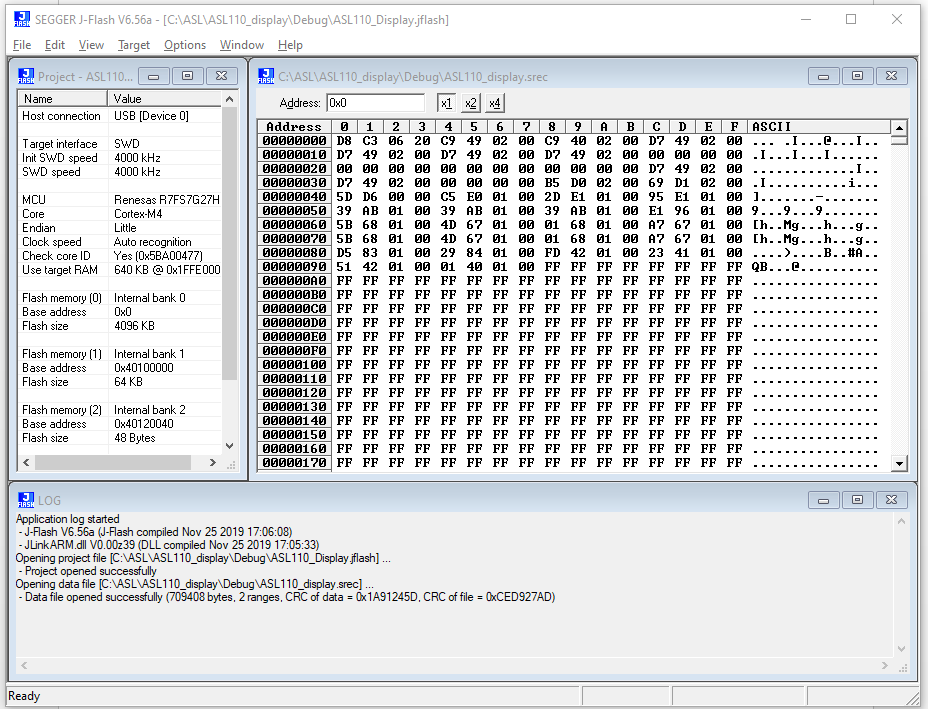 SEGGER J-Flash V6.56a - [C:\ASL\ASL110_display\Debug\ASL110_Display.jflash]
File Edit View Target Options Window Help
Project - ASL110...
Name Value
Host connection USB [Device 0]
Target interface SWD
Init SWD speed 4000 kHz
SWD speed 4000 kHz
MCU Renesas R7FS7G27H
Core Cortex-M4
Endian Little
Clock speed Auto recognition
Check core ID Yes (0x5BA00477)
Use target RAM 640 KB @ 0x1FFE000
Flash memory (0) Internal bank 0
Base address 0x0
Flash size 4096 KB
Flash memory (1) Internal bank 1
Base address 0x40100000
Flash size 64 KB
Flash memory (2) Internal bank 2
Base address 0x40120040
Flash size 48 Bytes
C:\ASL\ASL110_display\Debug\ASL110_display.srec
Address: 0x0 x1 x2 x4
Address 0 1 2 3 4 5 6 7 8 9 A B C D E F ASCII
00000000 D8 C3 06 20 C9 49 02 00 C9 40 02 00 D7 49 02 00 ... .I...@...I..
00000010 D7 49 02 00 D7 49 02 00 D7 49 02 00 00 00 00 00 .I...I...I......
00000020 00 00 00 00 00 00 00 00 00 00 00 00 D7 49 02 00 .............I..
00000030 D7 49 02 00 00 00 00 00 B5 D0 02 00 69 D1 02 00 .I..........i...
00000040 5D D6 00 00 C5 E0 01 00 2D E1 01 00 95 E1 01 00 ].......-.......
00000050 39 AB 01 00 39 AB 01 00 39 AB 01 00 E1 96 01 00 9...9...9.......
00000060 5B 68 01 00 4D 67 01 00 01 68 01 00 A7 67 01 00 [h..Mg...h...g..
00000070 5B 68 01 00 4D 67 01 00 01 68 01 00 A7 67 01 00 [h..Mg...h...g..
00000080 D5 83 01 00 29 84 01 00 FD 42 01 00 23 41 01 00 ....)....B..#A..
00000090 51 42 01 00 01 40 01 00 FF FF FF FF FF FF FF FF QB...@..........
000000A0 FF FF FF FF FF FF FF FF FF FF FF FF FF FF FF FF ................
000000B0 FF FF FF FF FF FF FF FF FF FF FF FF FF FF FF FF ................
000000C0 FF FF FF FF FF FF FF FF FF FF FF FF FF FF FF FF ................
000000D0 FF FF FF FF FF FF FF FF FF FF FF FF FF FF FF FF ................
000000E0 FF FF FF FF FF FF FF FF FF FF FF FF FF FF FF FF ................
000000F0 FF FF FF FF FF FF FF FF FF FF FF FF FF FF FF FF ................
00000100 FF FF FF FF FF FF FF FF FF FF FF FF FF FF FF FF ................
00000110 FF FF FF FF FF FF FF FF FF FF FF FF FF FF FF FF ................
00000120 FF FF FF FF FF FF FF FF FF FF FF FF FF FF FF FF ................
00000130 FF FF FF FF FF FF FF FF FF FF FF FF FF FF FF FF ................
00000140 FF FF FF FF FF FF FF FF FF FF FF FF FF FF FF FF ................
00000150 FF FF FF FF FF FF FF FF FF FF FF FF FF FF FF FF ................
00000160 FF FF FF FF FF FF FF FF FF FF FF FF FF FF FF FF ................
00000170 FF FF FF FF FF FF FF FF FF FF FF FF FF FF FF FF ................
LOG
Application log started
- J-Flash V6.56a (J-Flash compiled Nov 25 2019 17:06:08)
- JLinkARM.dll V0.00z39 (DLL compiled Nov 25 2019 17:05:33)
Opening project file [C:\ASL\ASL110_display\Debug\ASL110_Display.jflash] ...
- Project opened successfully
Opening data file [C:\ASL\ASL110_display\Debug\ASL110_display.srec] ...
- Data file opened successfully (709408 bytes, 2 ranges, CRC of data = 0x1A91245D, CRC of file = 0xCED927AD)
Ready